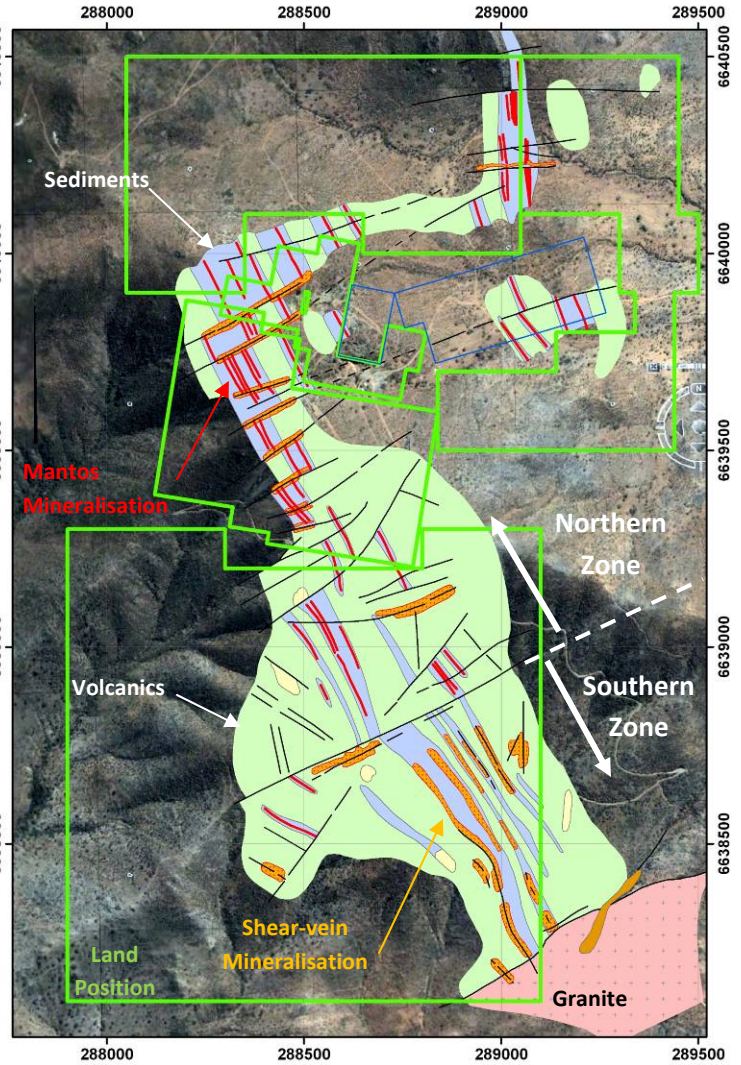 288000 288500 289000 289500
6640500
6640000
6639500
6639000
6638500
Sediments
Mantos
Mineralisation
Northern
Zone
Southern
Zone
Volcanics
Shear-vein
Mineralisation
Land
Position
Granite
288000 288500 289000 289500